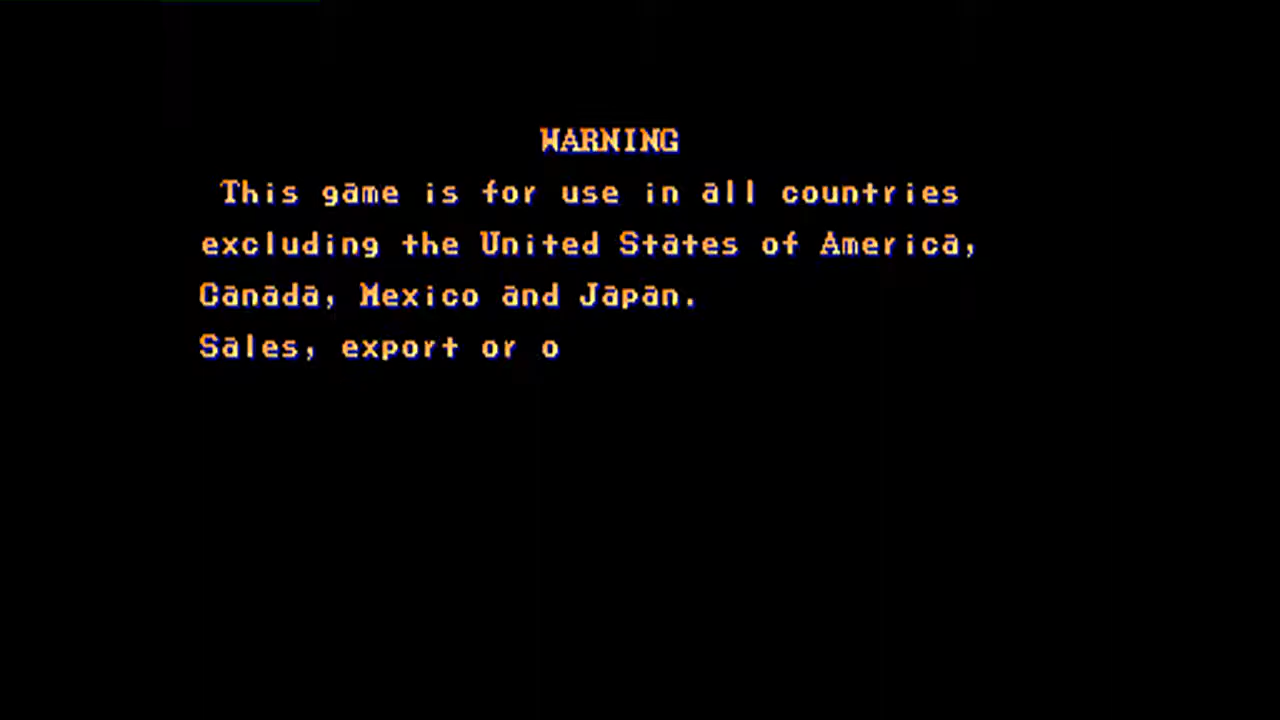 WARNING
This game is for use in all countries
excluding the United States of America,
Canada, Mexico and Japan.
Sales, export or o